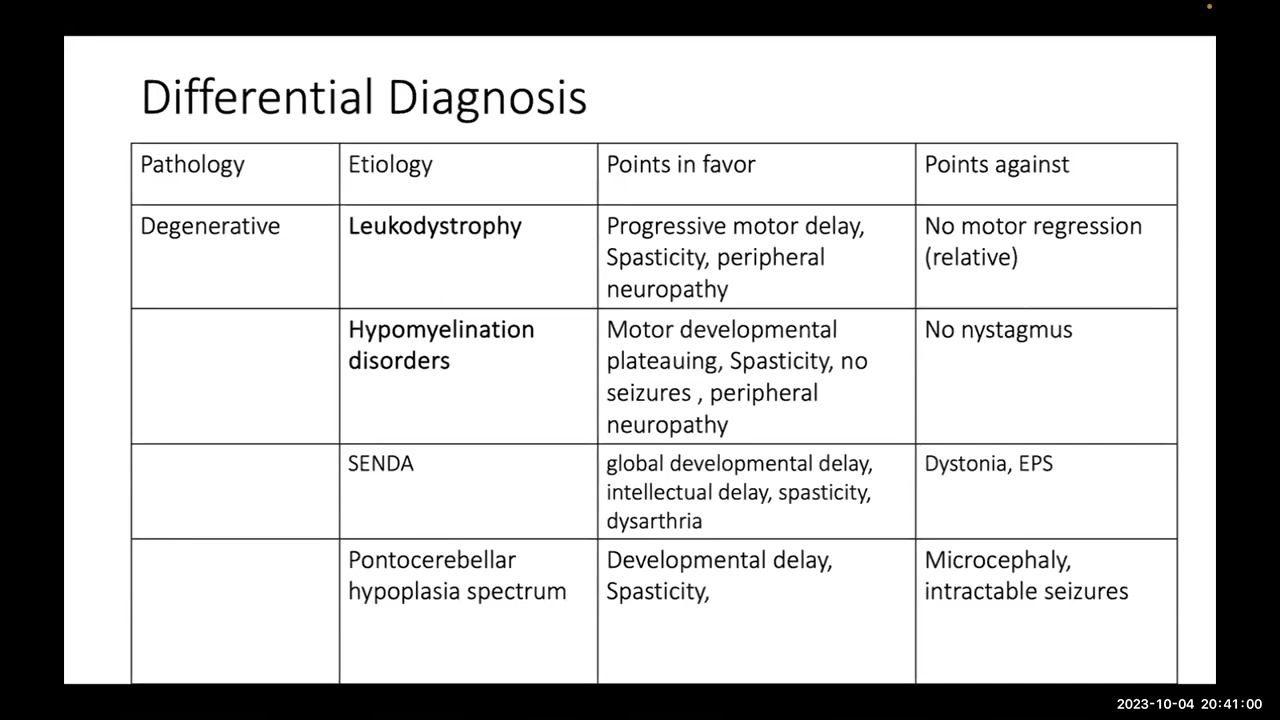 Differential Diagnosis
Pathology
Etiology
Points in favor
Points against
Degenerative
Leukodystrophy
Progressive motor delay,
Spasticity, peripheral
neuropathy
No motor regression
(relative)
Hypomyelination
disorders
Motor developmental
plateauing, Spasticity, no
seizures , peripheral
neuropathy
No nystagmus
SENDA
global developmental delay,
intellectual delay, spasticity,
dysarthria
Dystonia, EPS
Pontocerebellar
hypoplasia spectrum
Developmental delay,
Spasticity,
Microcephaly,
intractable seizures
2023-10-04 20:41:00